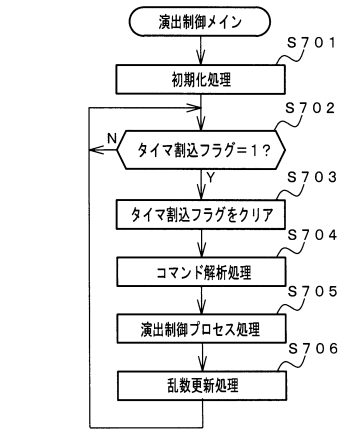 演出制御メイン
S701
初期化処理
S702
N
タイマ割込フラグ=1?
Y
S703
タイマ割込フラグをクリア
S704
コマンド解析処理
S705
演出制御プロセス処理
S706
乱数更新処理